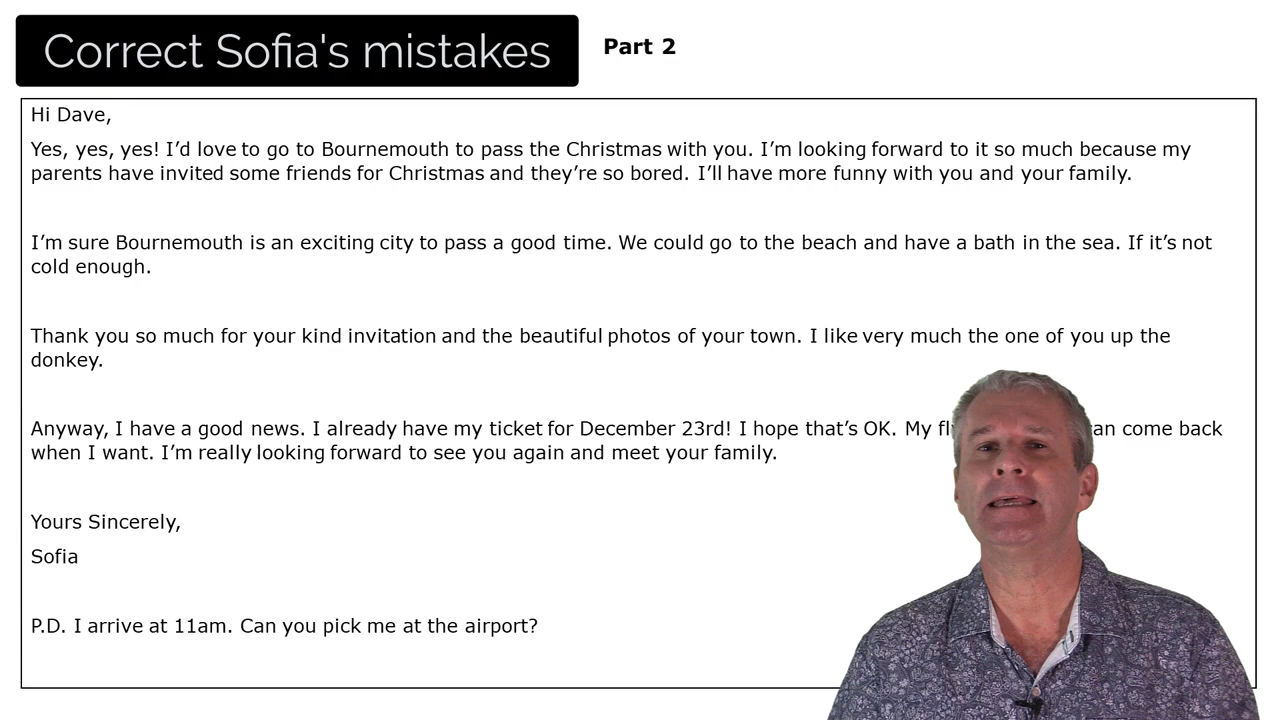 Correct Sofia's mistakes
Part 2
Hi Dave,
Yes, yes, yes! I’d love to go to Bournemouth to pass the Christmas with you. I’m looking forward to it so much because my
parents have invited some friends for Christmas and they’re so bored. I’ll have more funny with you and your family.
I’m sure Bournemouth is an exciting city to pass a good time. We could go to the beach and have a bath in the sea. If it’s not
cold enough.
Thank you so much for your kind invitation and the beautiful photos of your town. I like very much the one of you up the
donkey.
Anyway, I have a good news. I already have my ticket for December 23rd! I hope that’s OK. My come back
when I want. I’m really looking forward to see you again and meet your family.
Yours Sincerely,
Sofia
P.D. I arrive at 11am. Can you pick me at the airport?